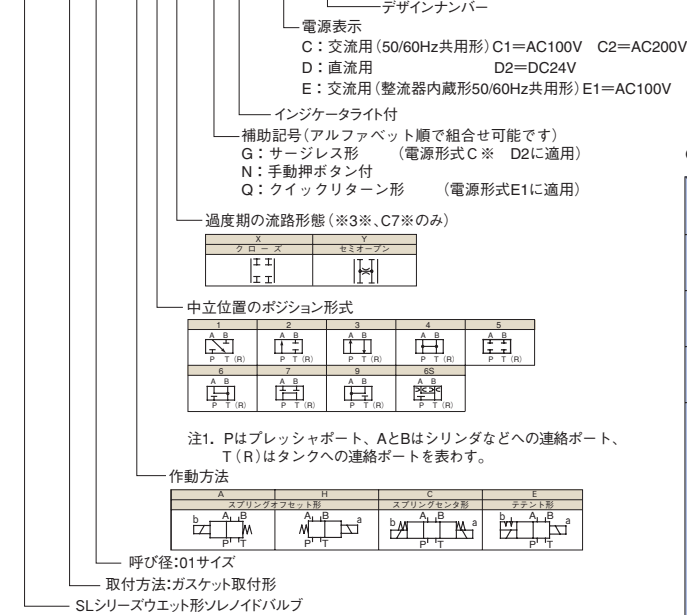 デザインナンバー
電源表示
C：交流用（50/60Hz共用形）C1＝AC100V　C2＝AC200V
D：直流用　D2＝DC24V
E：交流用（整流器内蔵形50/60Hz共用形）E1＝AC100V
インジケータライト付
補助記号（アルファベット順で組合せ可能です）
G：サージレス形　（電源形式C※　D2に適用）
N：手動押ボタン付
Q：クイックリターン形　（電源形式E1に適用）
過度期の流路形態（※3※、C7※のみ）
X　Y
クローズ　セミオープン
中立位置のポジション形式
1　2　3　4　5
A B　A B　A B　A B　A B
P T (R)　P T (R)　P T (R)　P T (R)　P T (R)
6　7　9　6S
A B　A B　A B　A B
P T (R)　P T (R)　P T (R)　P T (R)
注1．Pはプレッシャポート、AとBはシリンダなどへの連絡ポート、
T（R）はタンクへの連絡ポートを表わす。
作動方法
A　H　C　E
スプリングオフセット形　スプリングセンタ形　テテント形
b A B　A B a　b A B a　b A B a
P T　P T　P T　P T
呼び径:01サイズ
取付方法:ガスケット取付形
SLシリーズウエット形ソレノイドバルブ